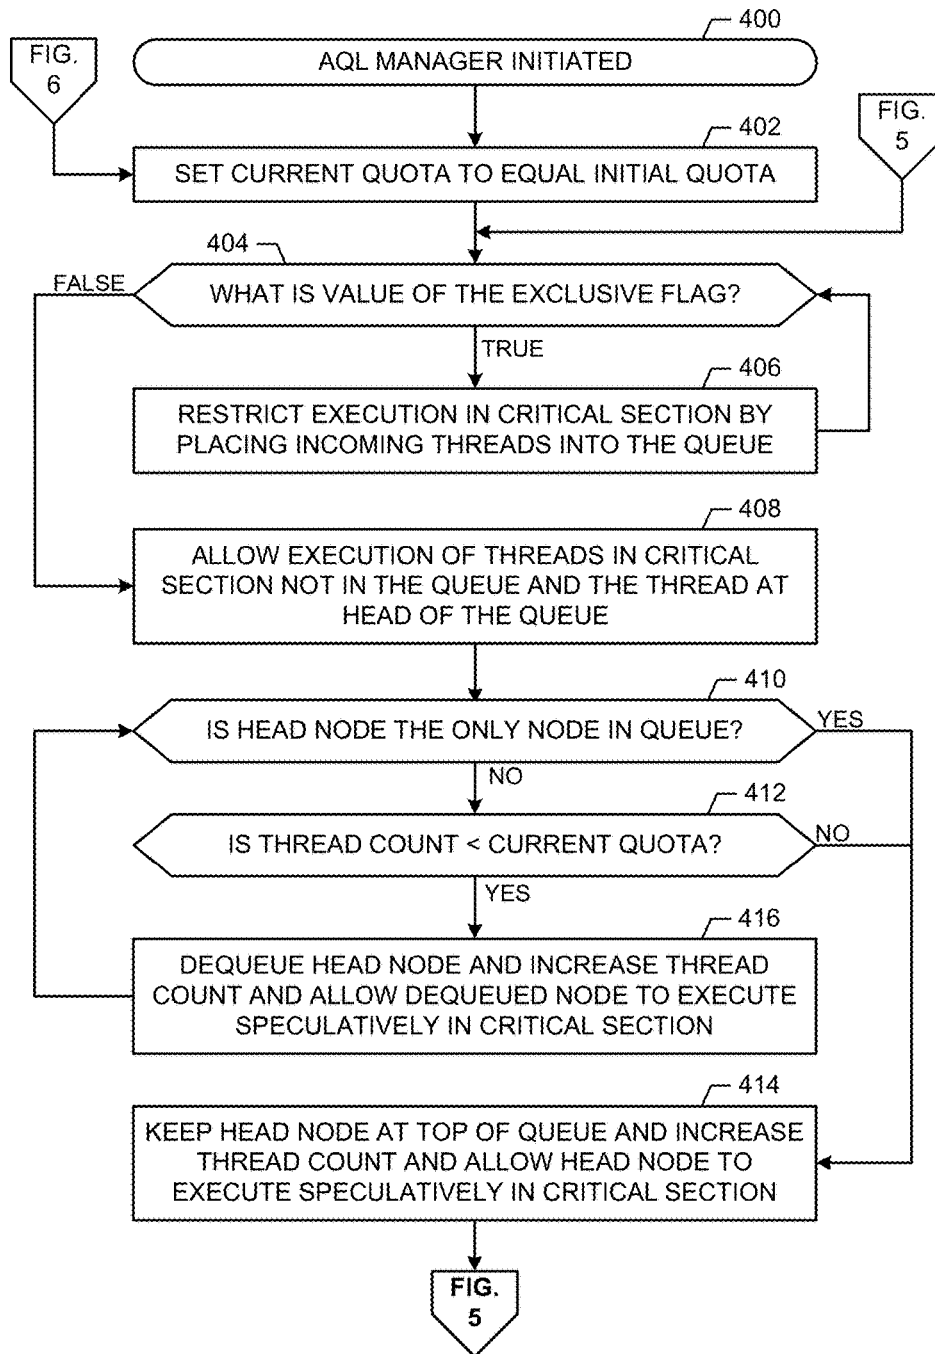 400
FIG.
6
AQL MANAGER INITIATED
FIG.
5
402
SET CURRENT QUOTA TO EQUAL INITIAL QUOTA
404
FALSE
WHAT IS VALUE OF THE EXCLUSIVE FLAG?
TRUE
406
RESTRICT EXECUTION IN CRITICAL SECTION BY
PLACING INCOMING THREADS INTO THE QUEUE
408
ALLOW EXECUTION OF THREADS IN CRITICAL
SECTION NOT IN THE QUEUE AND THE THREAD AT
HEAD OF THE QUEUE
410
IS HEAD NODE THE ONLY NODE IN QUEUE?
YES
NO
412
IS THREAD COUNT < CURRENT QUOTA?
NO
YES
416
DEQUEUE HEAD NODE AND INCREASE THREAD
COUNT AND ALLOW DEQUEUED NODE TO EXECUTE
SPECULATIVELY IN CRITICAL SECTION
414
KEEP HEAD NODE AT TOP OF QUEUE AND INCREASE
THREAD COUNT AND ALLOW HEAD NODE TO
EXECUTE SPECULATIVELY IN CRITICAL SECTION
FIG.
5